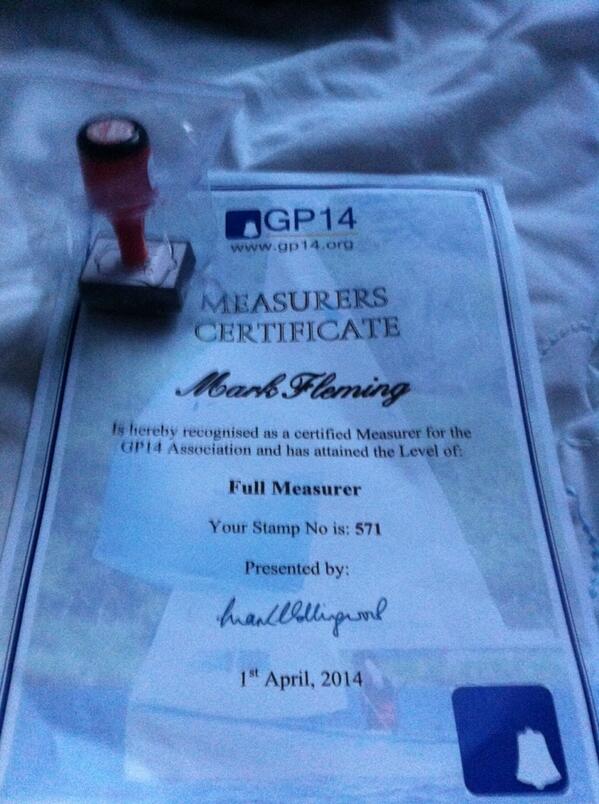 GP14
www.gp14.org
MEASURERS
CERTIFICATE
Mark Fleming
Is hereby recognised as a certified Measurer for the
GP14 Association and has attained the Level of:
Full Measurer
Your Stamp No is: 571
Presented by:
1st April, 2014